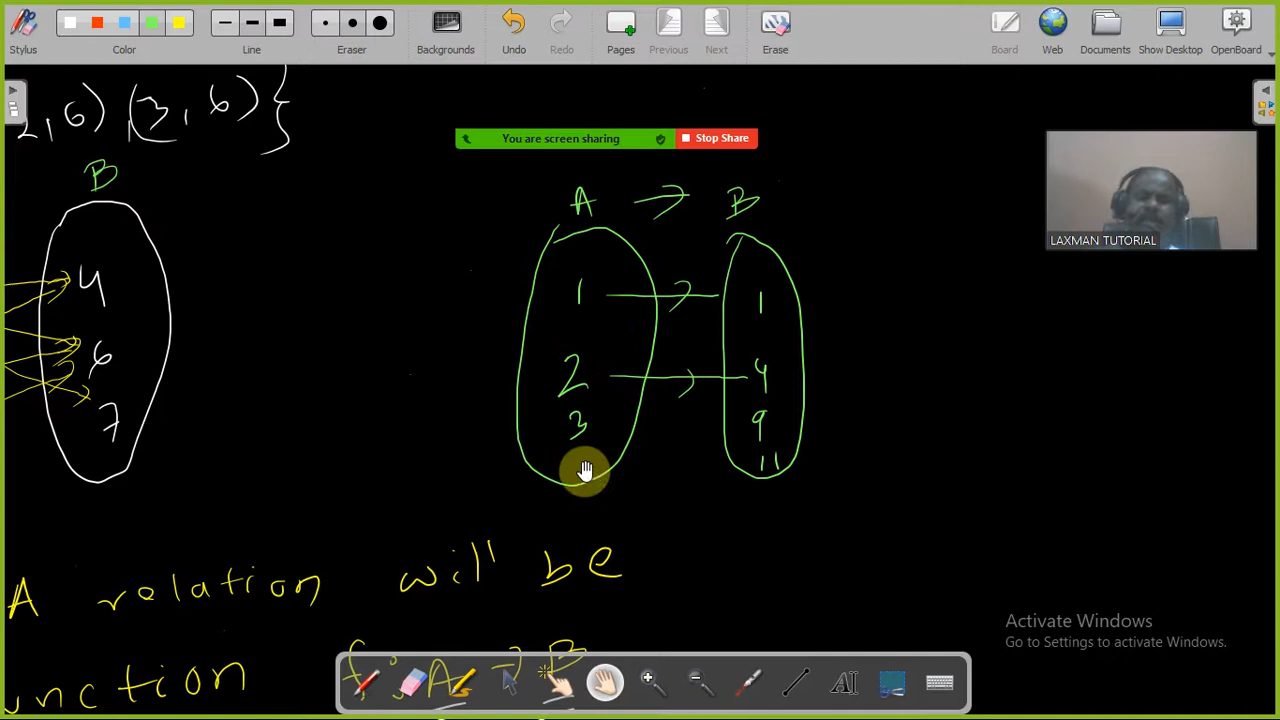 Stylus
Color
Line
Eraser
Backgrounds
Undo
Redo
Pages
Previous
Next
Erase
Board
Web
Documents
Show Desktop
OpenBoard
,6) (3,6)}
You are screen sharing
Stop Share
LAXMAN TUTORIAL
B
4
6
7
A → B
1 → 1
2 → 4
3 9
11
A relation will be
unction f: A → B
Activate Windows
Go to Settings to activate Windows.
AI